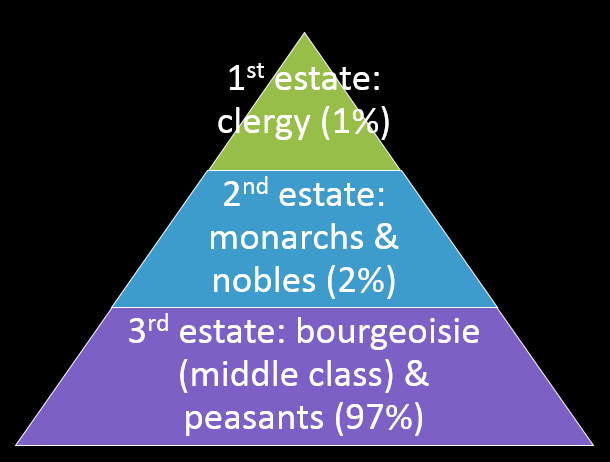 1st estate:
clergy (1%)
2nd estate:
monarchs &
nobles (2%)
3rd estate: bourgeoisie
(middle class) &
peasants (97%)